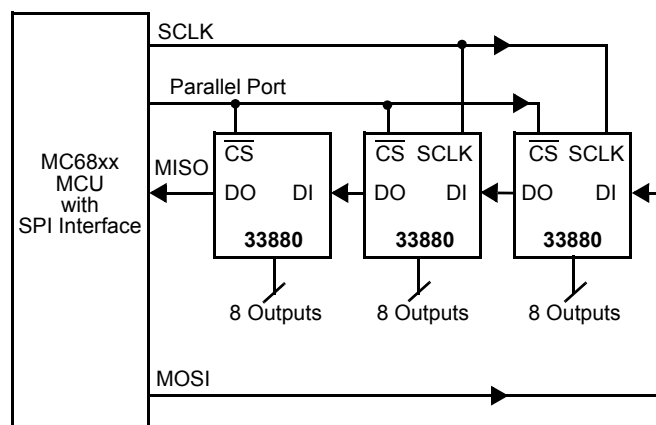 SCLK
Parallel Port
MC68xx
MCU
with
SPI Interface
MISO
CS
DO DI
33880
8 Outputs
CS SCLK
DO DI
33880
8 Outputs
CS SCLK
DO DI
33880
8 Outputs
MOSI